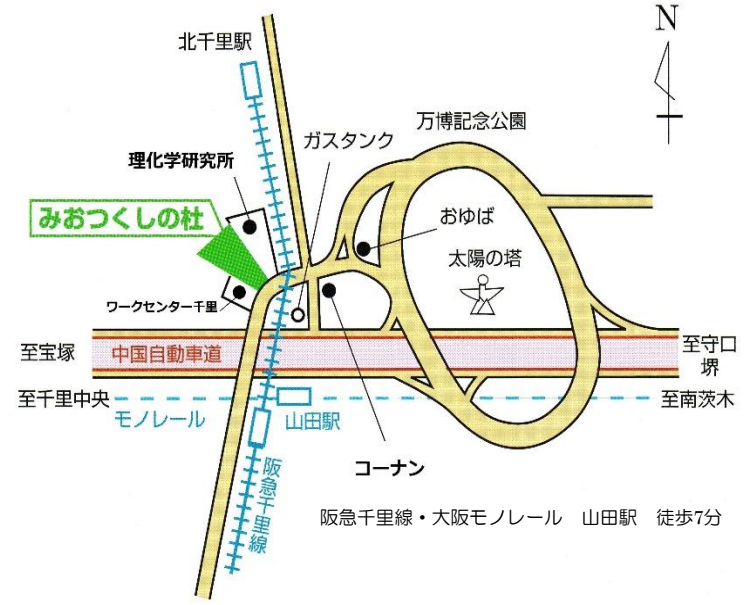 N
北千里駅
万博記念公園
ガスタンク
理化学研究所
みおつくしの杜
おゆば
太陽の塔
ワークセンター千里
至宝塚
中国自動車道
至守口
堺
至千里中央
モノレール
山田駅
至南茨木
阪急千里線
コーナン
阪急千里線・大阪モノレール　山田駅　徒歩7分